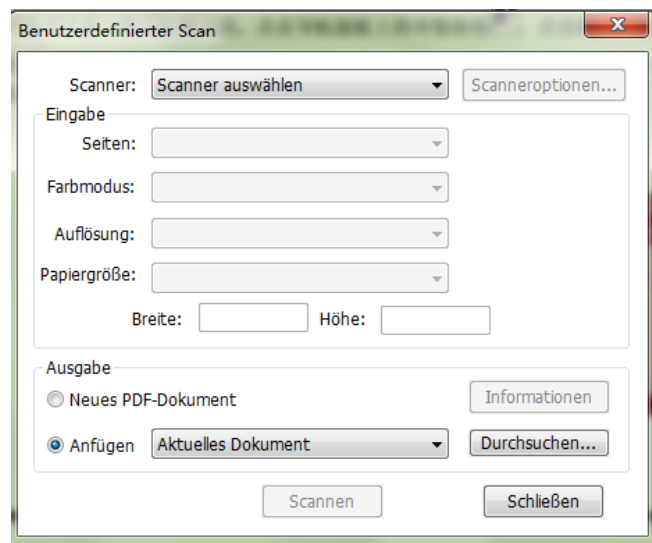 Benutzerdefinierter Scan
Scanner: Scanner auswählen Scanneroptionen...
Eingabe
Seiten:
Farbmodus:
Auflösung:
Papiergröße:
Breite: Höhe:
Ausgabe
Neues PDF-Dokument Informationen
Anfügen Aktuelles Dokument Durchsuchen...
Scannen Schließen